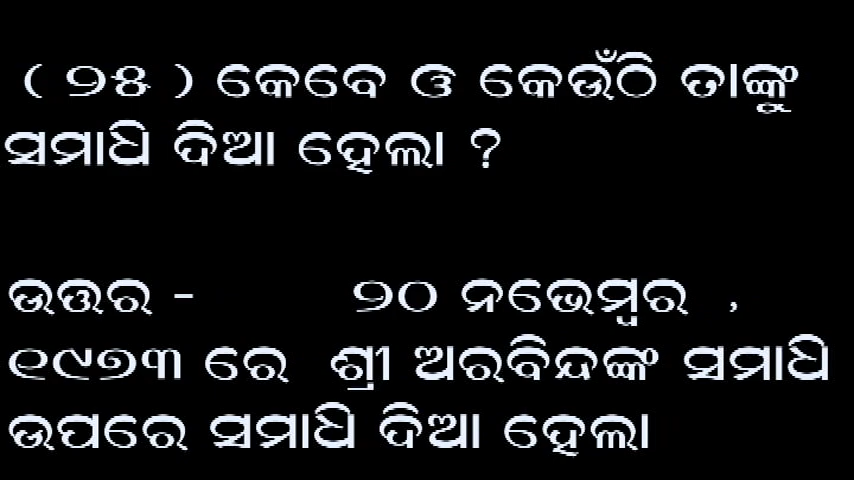 ( ୨୫ ) କେବେ ଓ କେଉଁଠି ତାଙ୍କୁ
ସମାଧି ଦିଆ ହେଲା ?
ଉତ୍ତର - ୨୦ ନଭେମ୍ବର ,
୧୯୭୩ ରେ ଶ୍ରୀ ଅରବିନ୍ଦଙ୍କ ସମାଧି
ଉପରେ ସମାଧି ଦିଆ ହେଲା